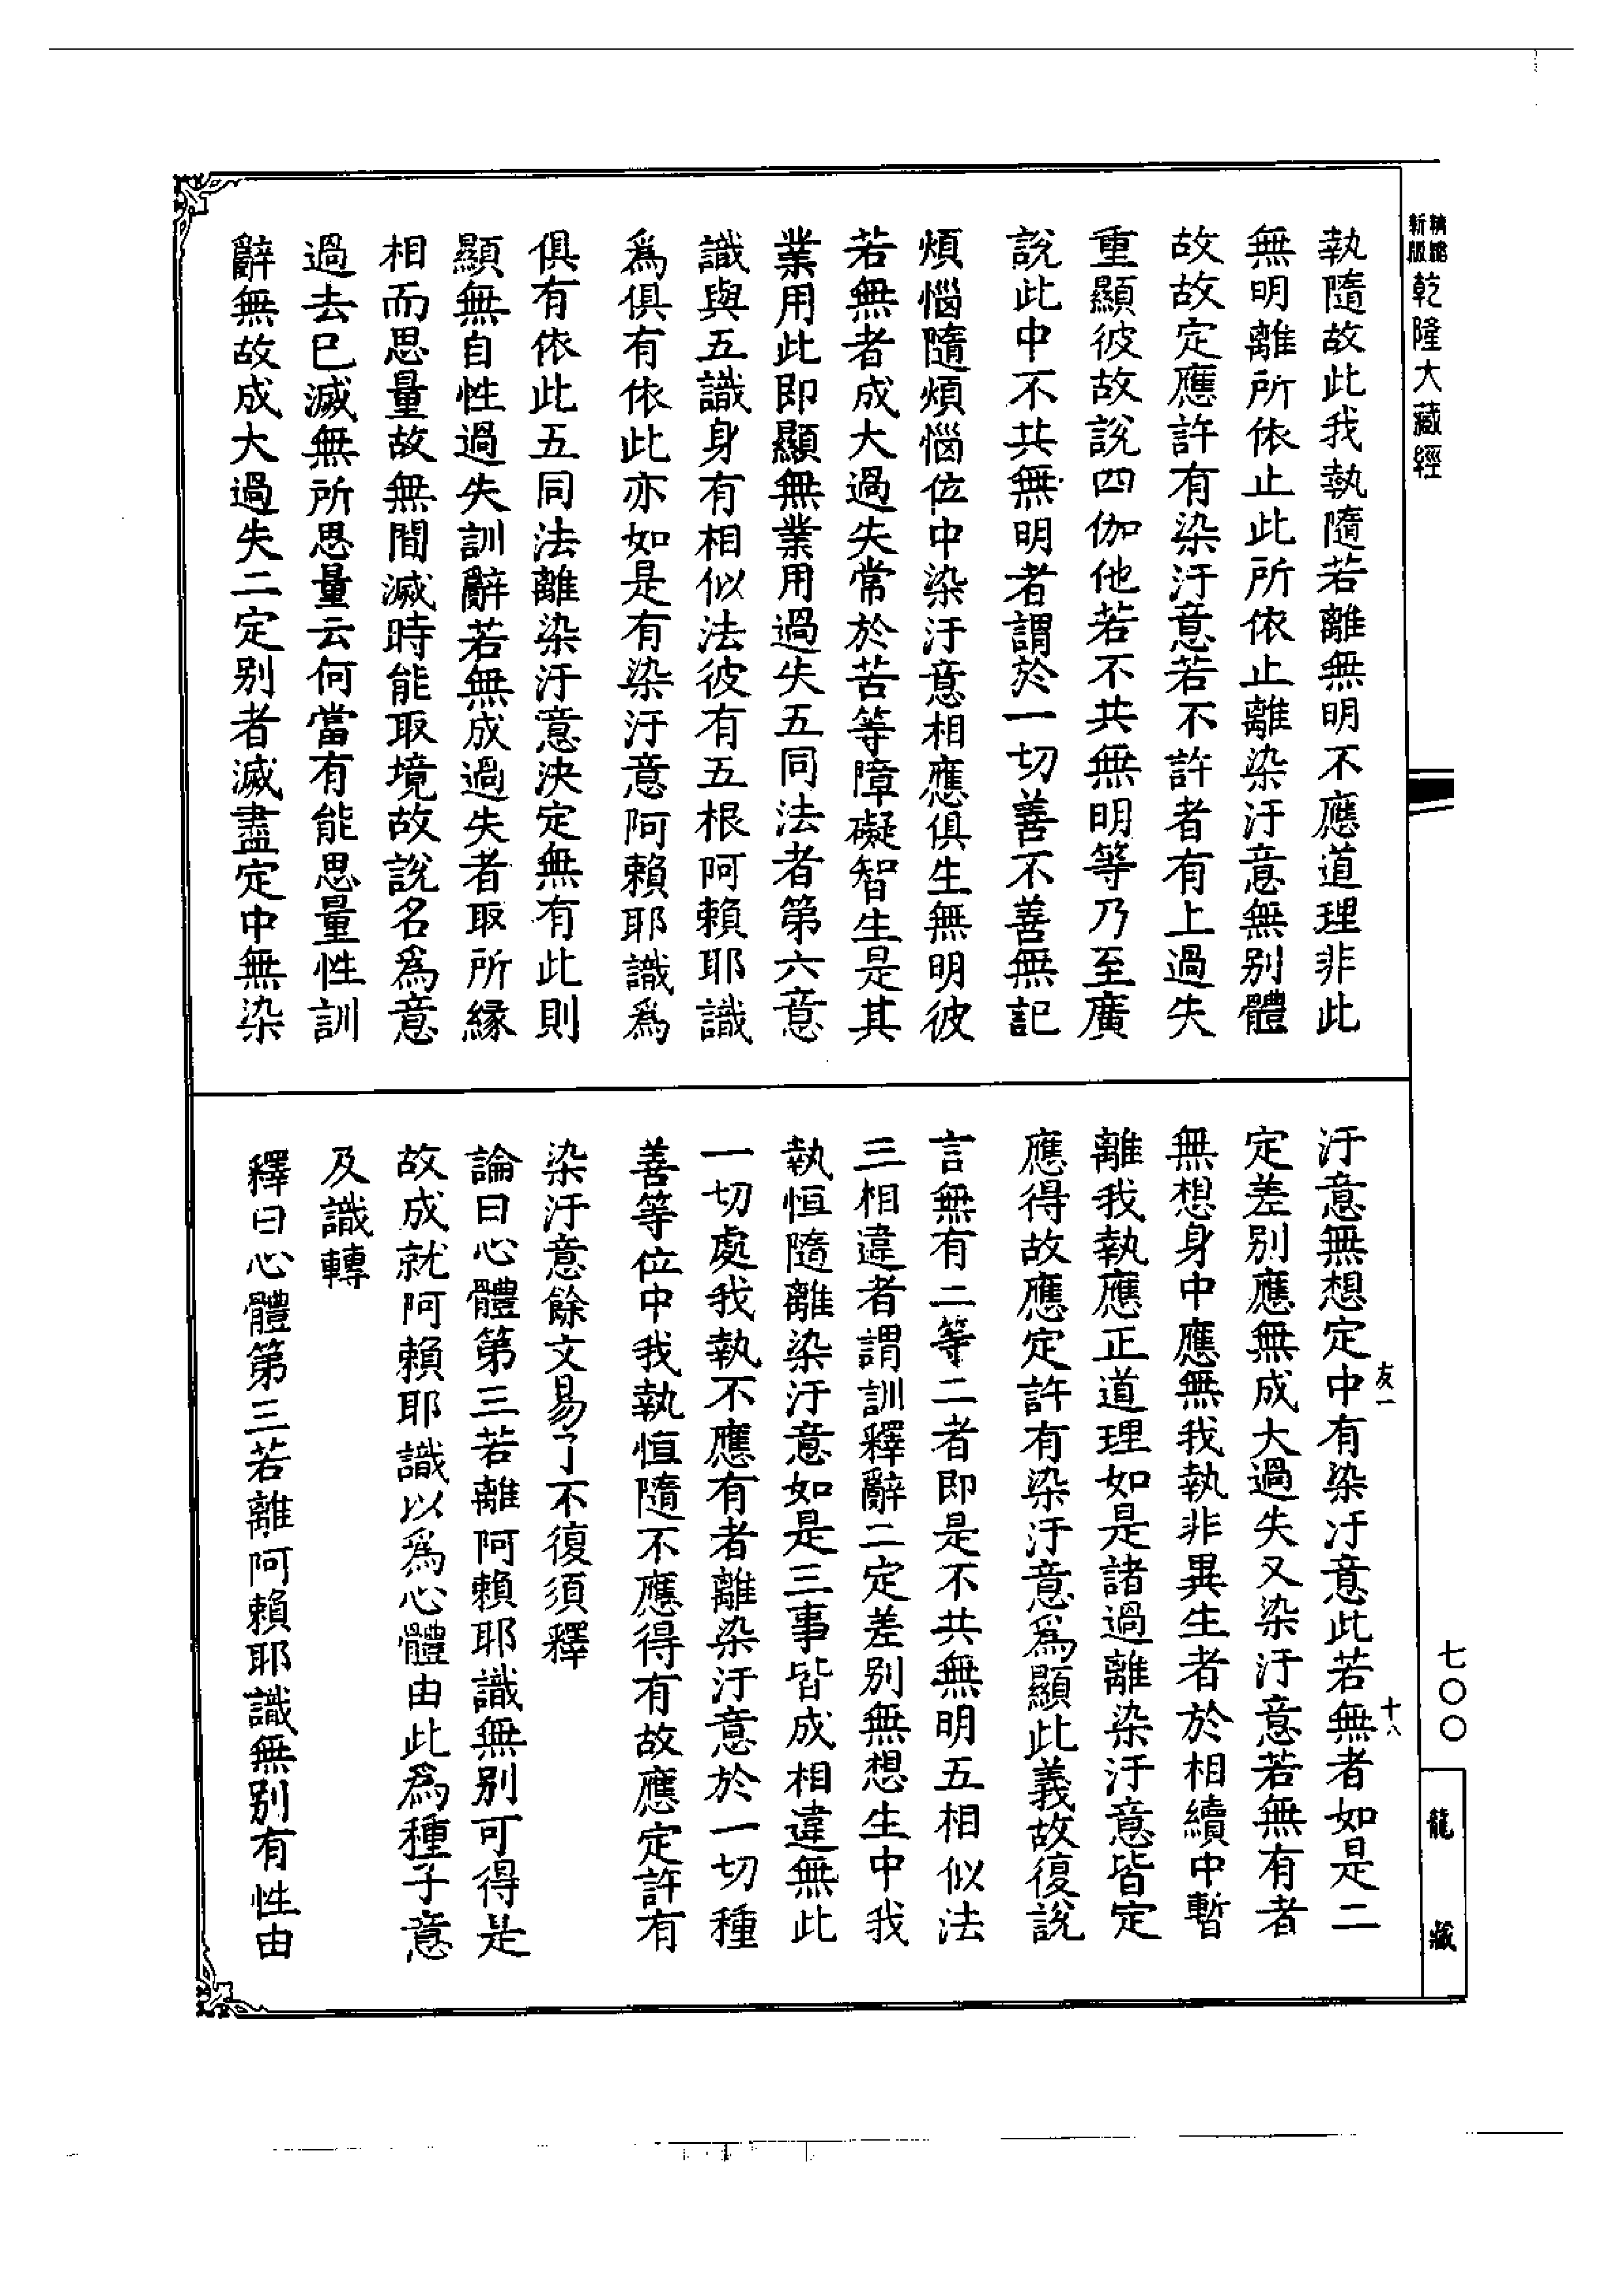 新版
精縮
乾隆大藏經
執隨故此我執隨若離無明不應道理非此
無明離所依止此所依止離染汙意無別體
故故定應許有染汙意若不許者有上過失
重顯彼故說四伽他若不共無明等乃至廣
說此中不共無明者謂於一切善不善無記
煩惱隨煩惱位中染汙意相應俱生無明彼
若無者成大過失常於苦等障礙智生是其
業用此即顯無業用過失五同法者第六意
識與五識身有相似法彼有五根阿賴耶識
為俱有依此亦如是有染汙意阿賴耶識為
俱有依此五同法離染汙意決定無有此則
顯無自性過失訓辭若無成過失者取所緣
相而思量故無間滅時能取境故說名為意
過去已滅無所思量云何當有能思量性訓
辭無故成大過失二定別者滅盡定中無染
汙意無想定中有染汙意此若無者如是二
定差別應無成大過失又染汙意若無有者
無想身中應無我執非異生者於相續中暫
離我執應正道理如是諸過離染汙意皆定
應得故應定許有染汙意為顯此義故復說
言無有二等二者即是不共無明五相似法
三相違者謂訓釋辭二定差別無想生中我
執恒隨離染汙意如是三事皆成相違無此
一切處我執不應有者離染汙意於一切種
善等位中我執恒隨不應得有故應定許有
染汙意餘文易了不復須釋
論曰心體第三若離阿賴耶識無別可得是
故成就阿賴耶識以為心體由此為種子意
及識轉
釋曰心體第三若離阿賴耶識無別有性由
友一
十八
七〇〇
龍藏